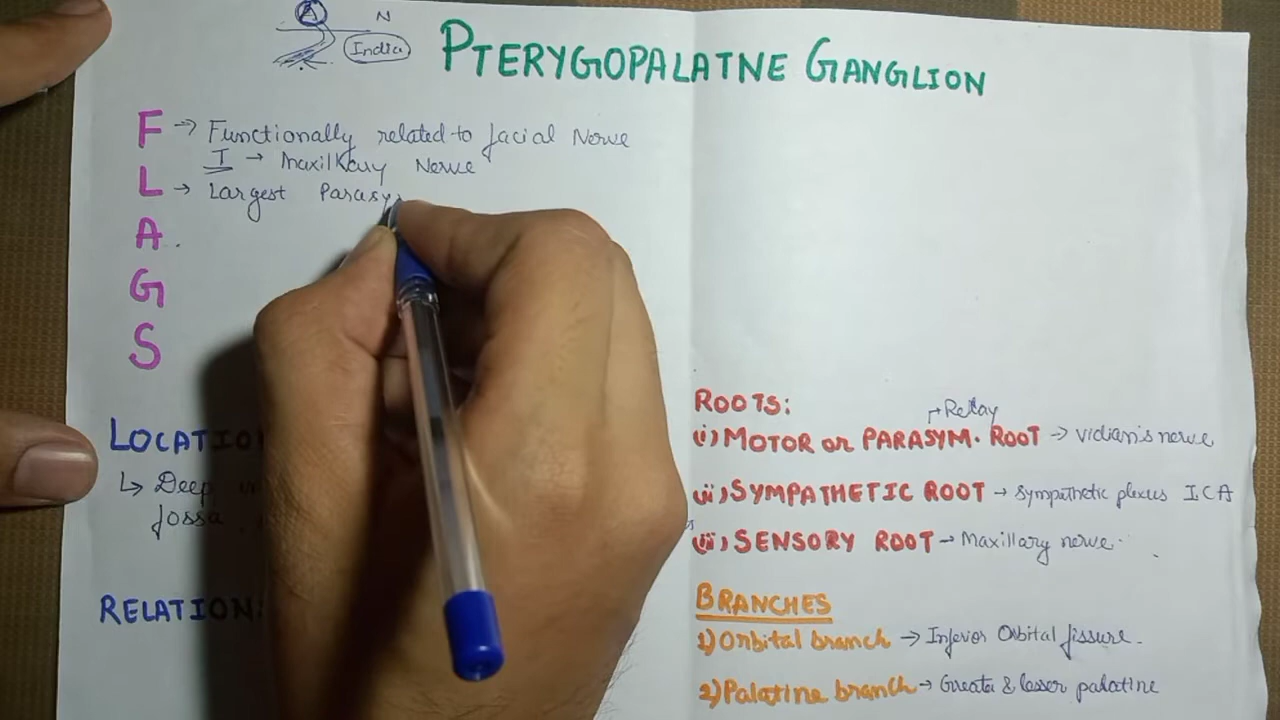 A N
India
PTERYGOPALATNE GANGLION
F → Functionally related to facial Nerve
I → Maxillary Nerve
L → Largest Parasy
A .
G
S
LOCATIO
↳ Deep
fossa
RELATION:
ROOTS:
↱ Relay
(i) MOTOR or PARASYM. ROOT → vidian's nerve
(ii) SYMPATHETIC ROOT → sympathetic plexus ICA
(iii) SENSORY ROOT → Maxillary nerve.
BRANCHES
1) Orbital branch → Inferior Orbital fissure.
2) Palatine branch → Greater & lesser palatine